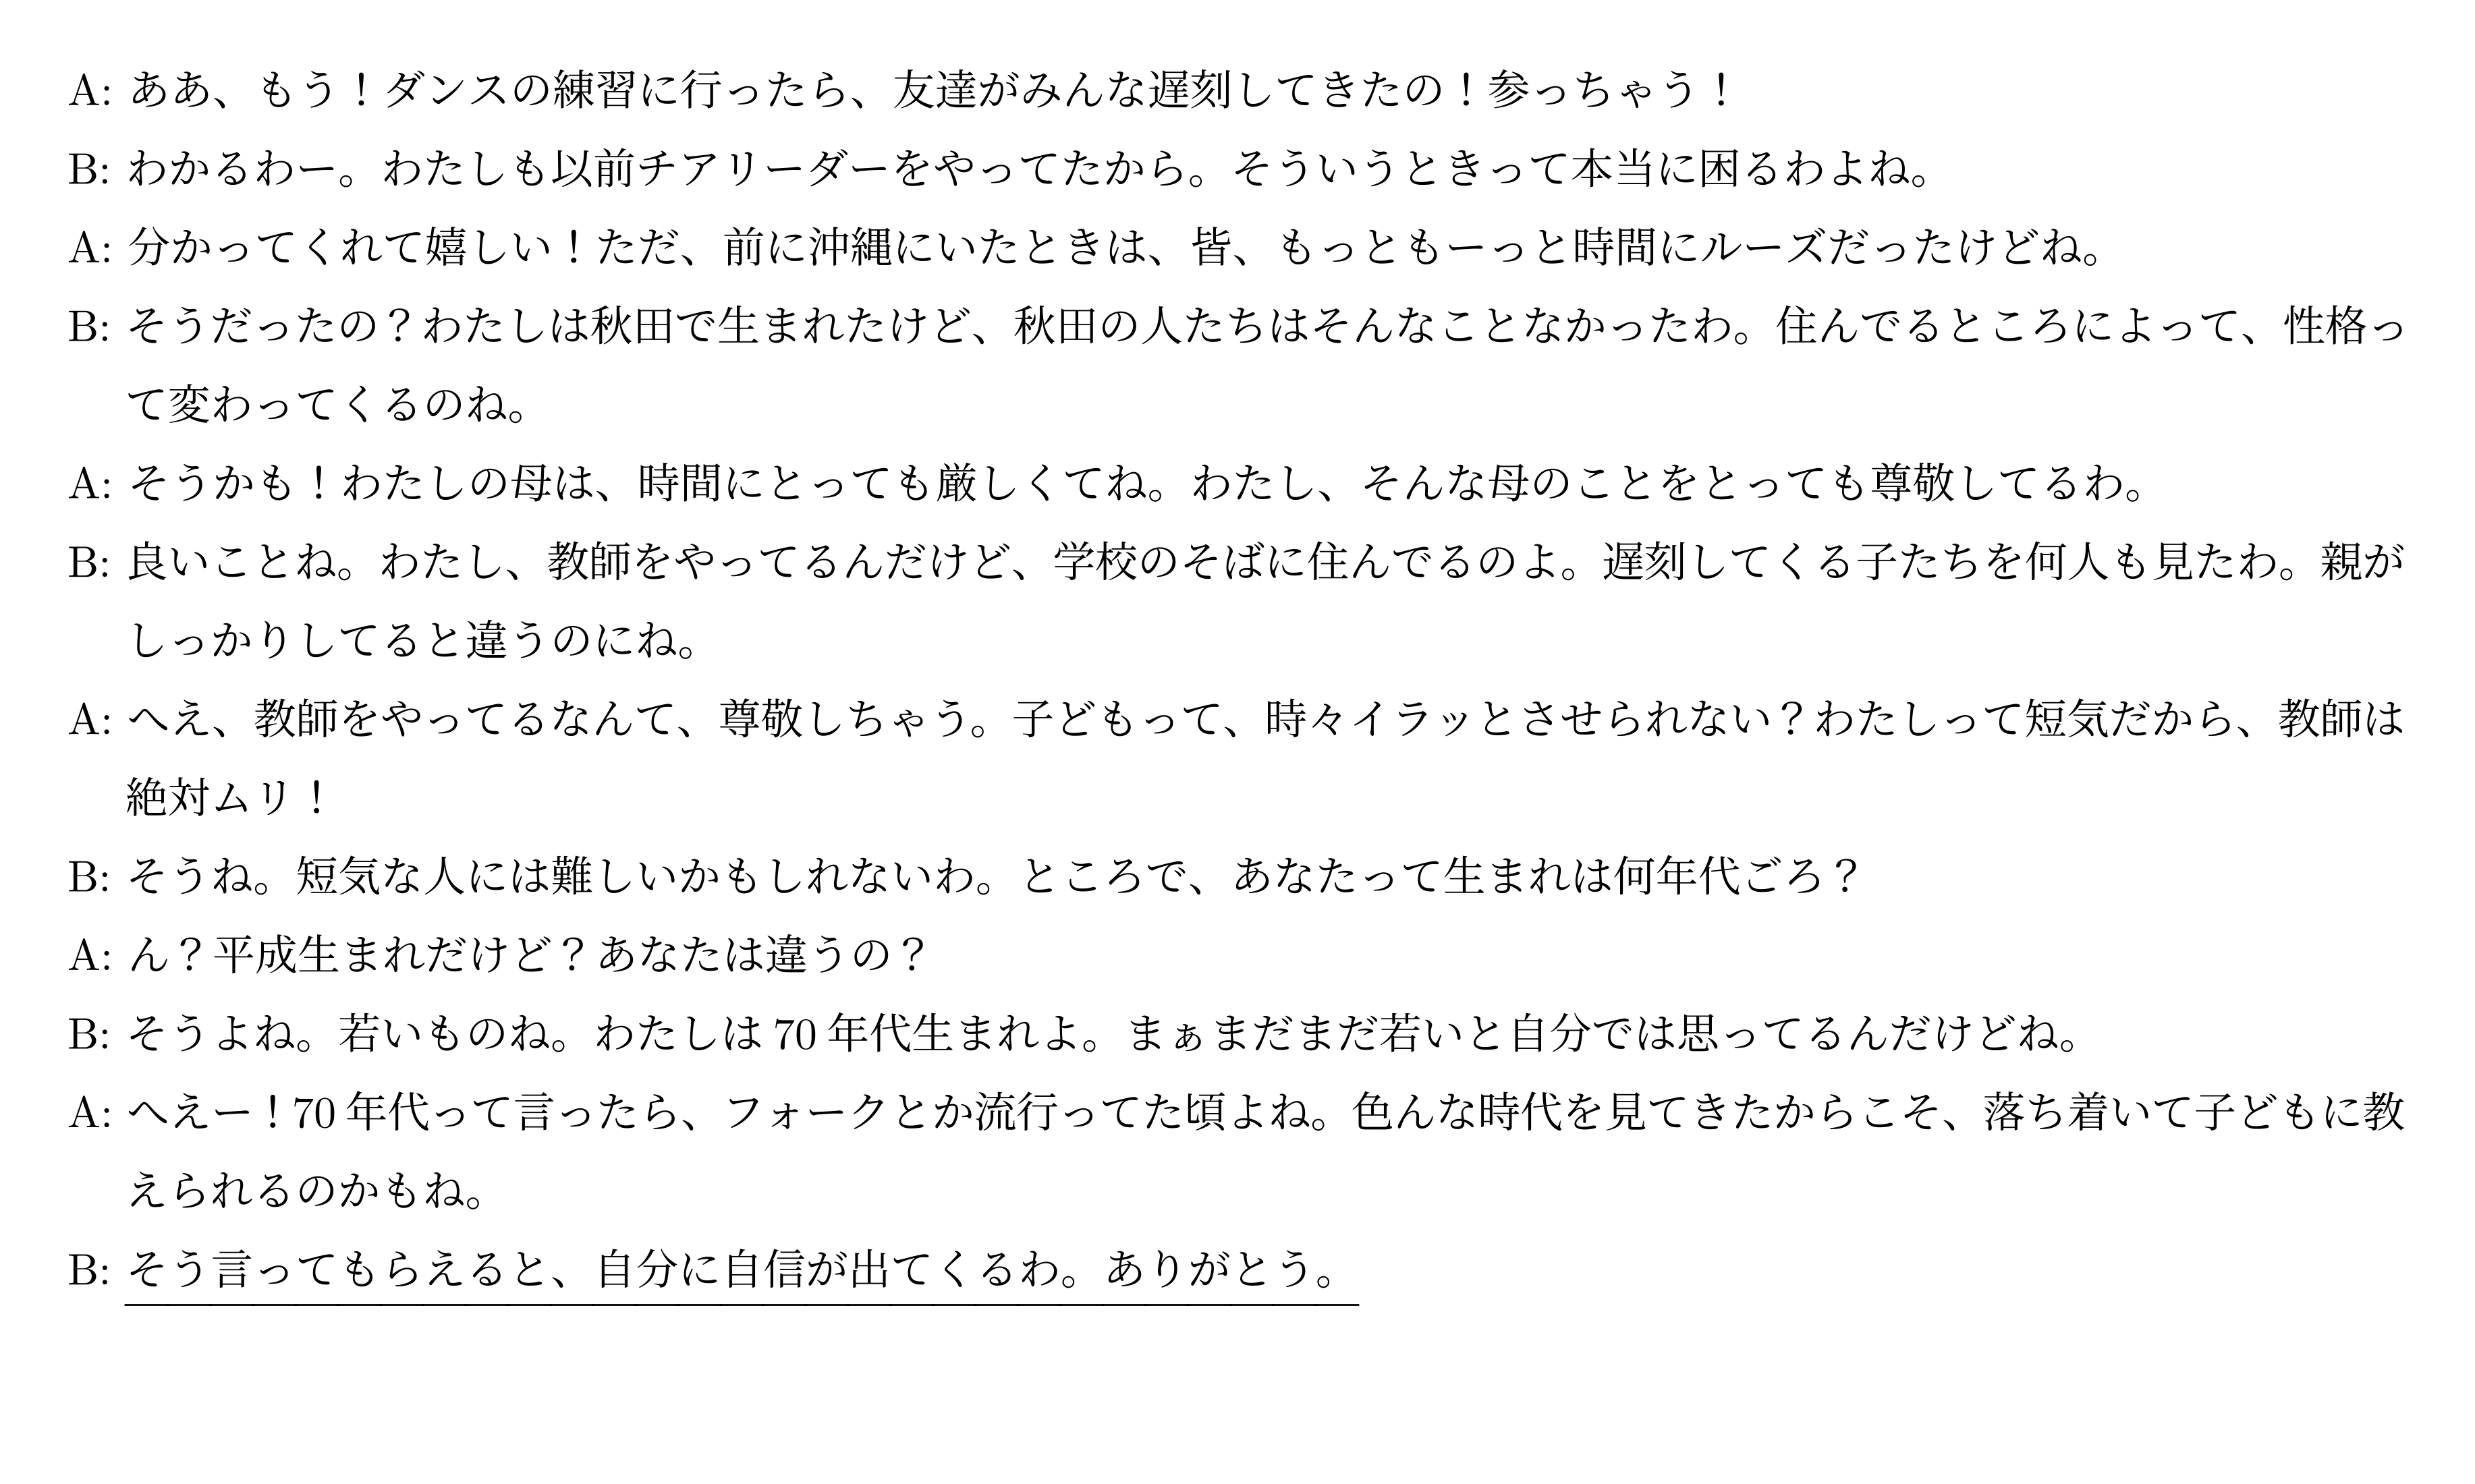 A: ああ、もう！ダンスの練習に行ったら、友達がみんな遅刻してきたの！参っちゃう！
B: わかるわー。わたしも以前チアリーダーをやってたから。そういうときって本当に困るわよね。
A: 分かってくれて嬉しい！ただ、前に沖縄にいたときは、皆、もっともーっと時間にルーズだったけどね。
B: そうだったの？わたしは秋田で生まれたけど、秋田の人たちはそんなことなかったわ。住んでるところによって、性格っ
て変わってくるのね。
A: そうかも！わたしの母は、時間にとっても厳しくてね。わたし、そんな母のことをとっても尊敬してるわ。
B: 良いことね。わたし、教師をやってるんだけど、学校のそばに住んでるのよ。遅刻してくる子たちを何人も見たわ。親が
しっかりしてると違うのにね。
A: へえ、教師をやってるなんて、尊敬しちゃう。子どもって、時々イラッとさせられない？わたしって短気だから、教師は
絶対ムリ！
B: そうね。短気な人には難しいかもしれないわ。ところで、あなたって生まれは何年代ごろ？
A: ん？平成生まれだけど？あなたは違うの？
B: そうよね。若いものね。わたしは 70 年代生まれよ。まぁまだまだ若いと自分では思ってるんだけどね。
A: へえー！70 年代って言ったら、フォークとか流行ってた頃よね。色んな時代を見てきたからこそ、落ち着いて子どもに教
えられるのかもね。
B: そう言ってもらえると、自分に自信が出てくるわ。ありがとう。